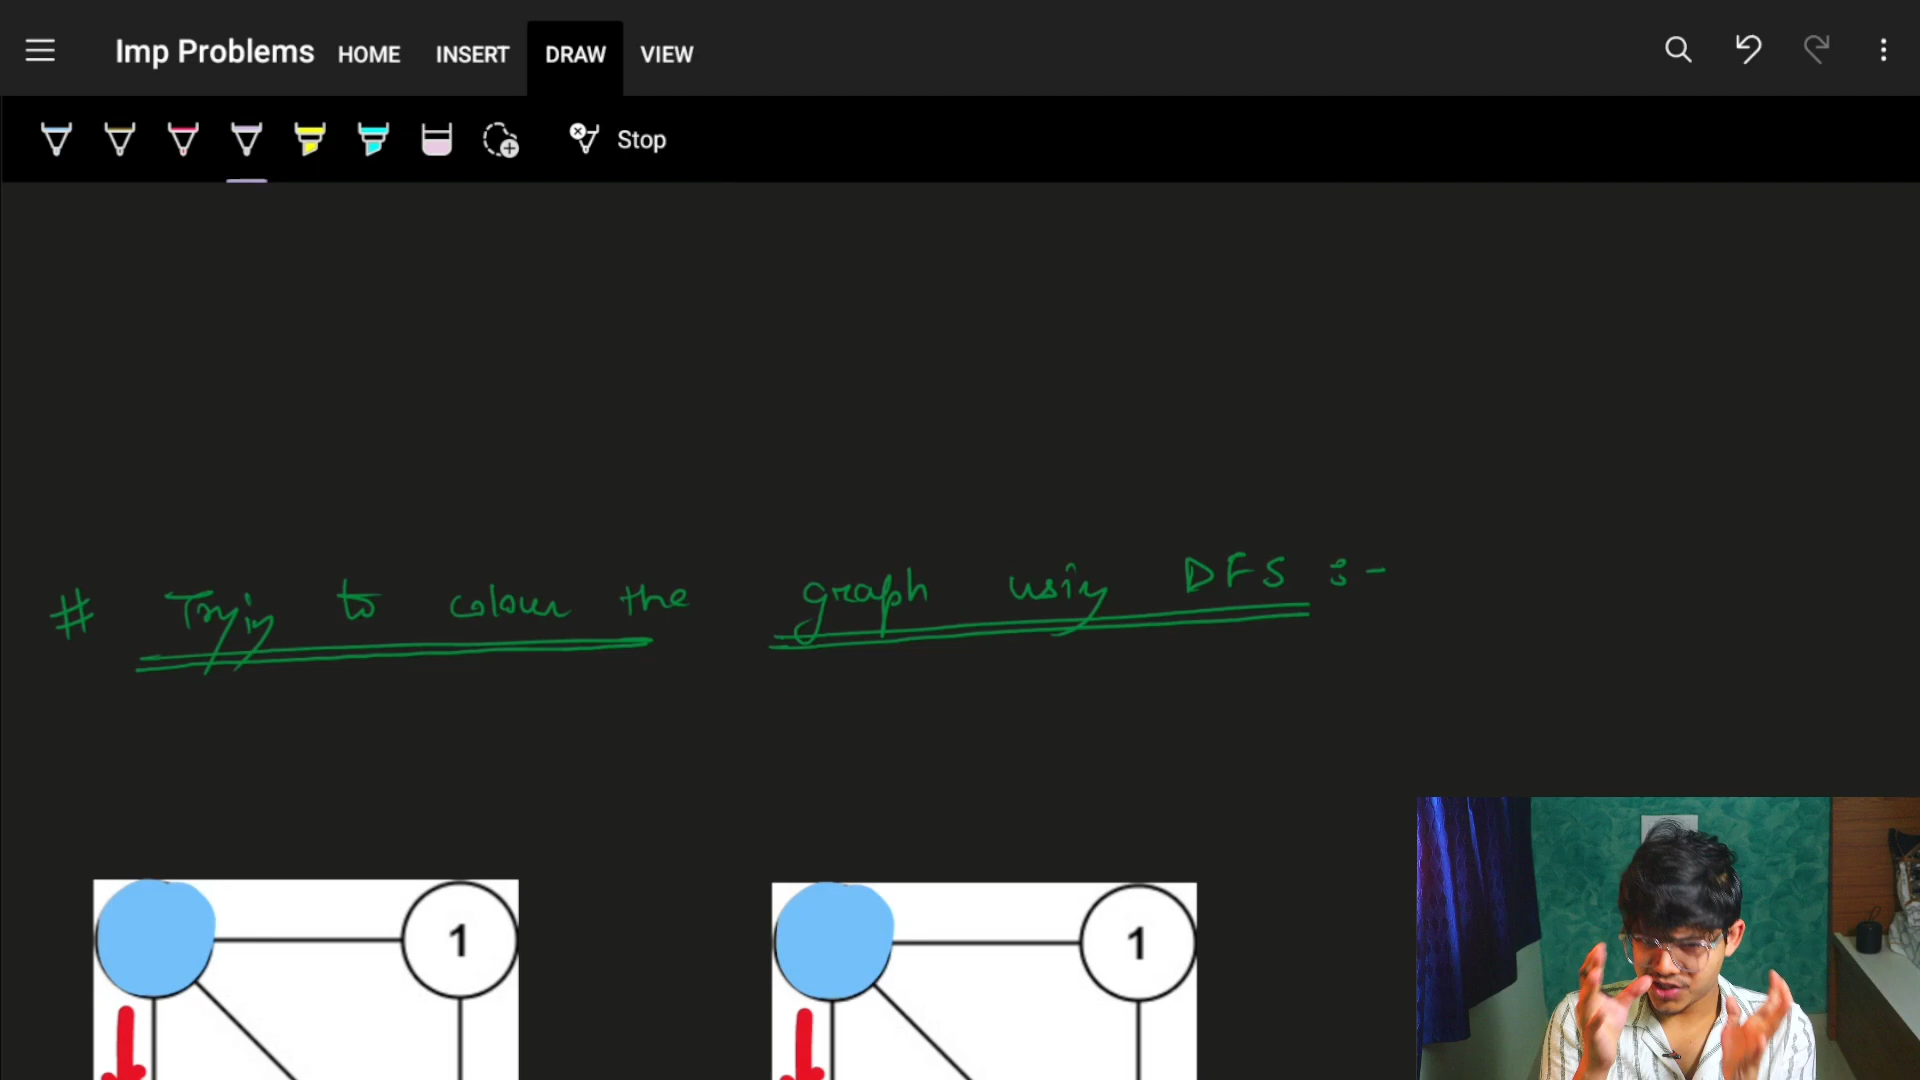 Imp Problems HOME INSERT DRAW VIEW
Stop
# Trying to colour the graph using DFS :-
1 1